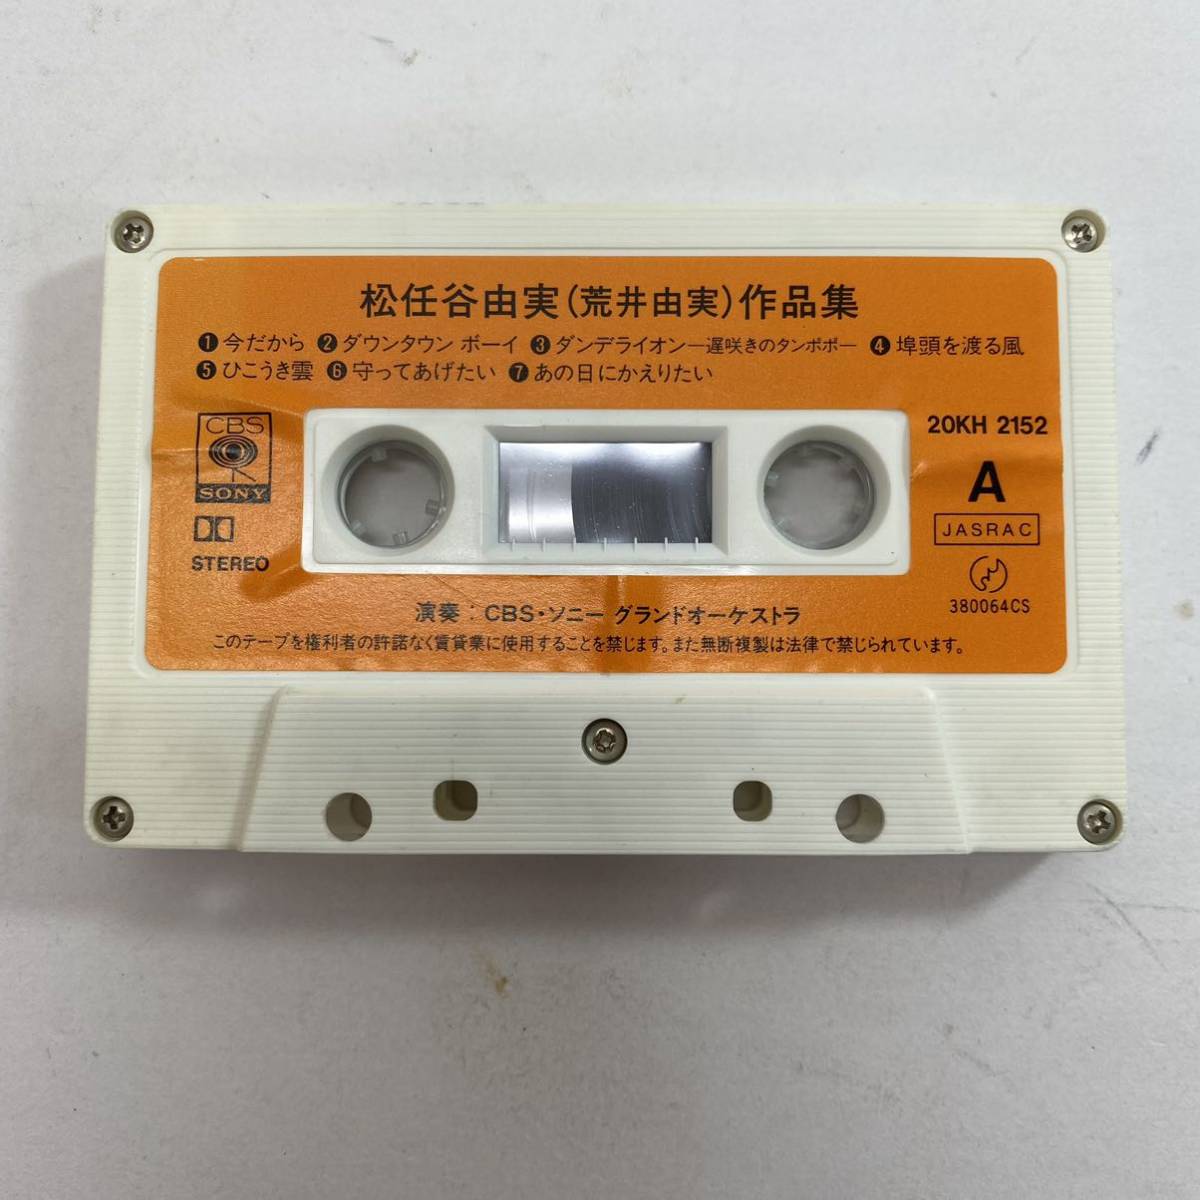 松任谷由実(荒井由実)作品集
❶今だから ❷ダウンタウン ボーイ ❸ダンデライオン—遅咲きのタンポポ— ❹埠頭を渡る風
❺ひこうき雲 ❻守ってあげたい ❼あの日にかえりたい
CBS
SONY
STEREO
20KH 2152
A
JASRAC
380064CS
演奏:CBS・ソニー グランドオーケストラ
このテープを権利者の許諾なく賃貸業に使用することを禁じます。また無断複製は法律で禁じられています。